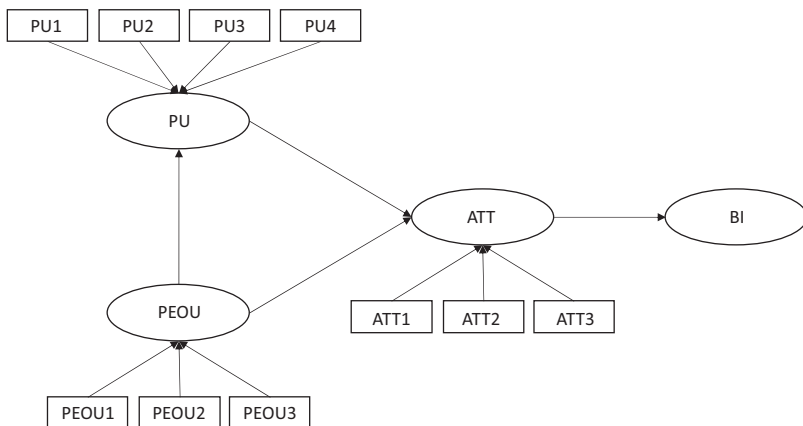 PU1 PU2 PU3 PU4
PU
ATT BI
PEOU
ATT1 ATT2 ATT3
PEOU1 PEOU2 PEOU3